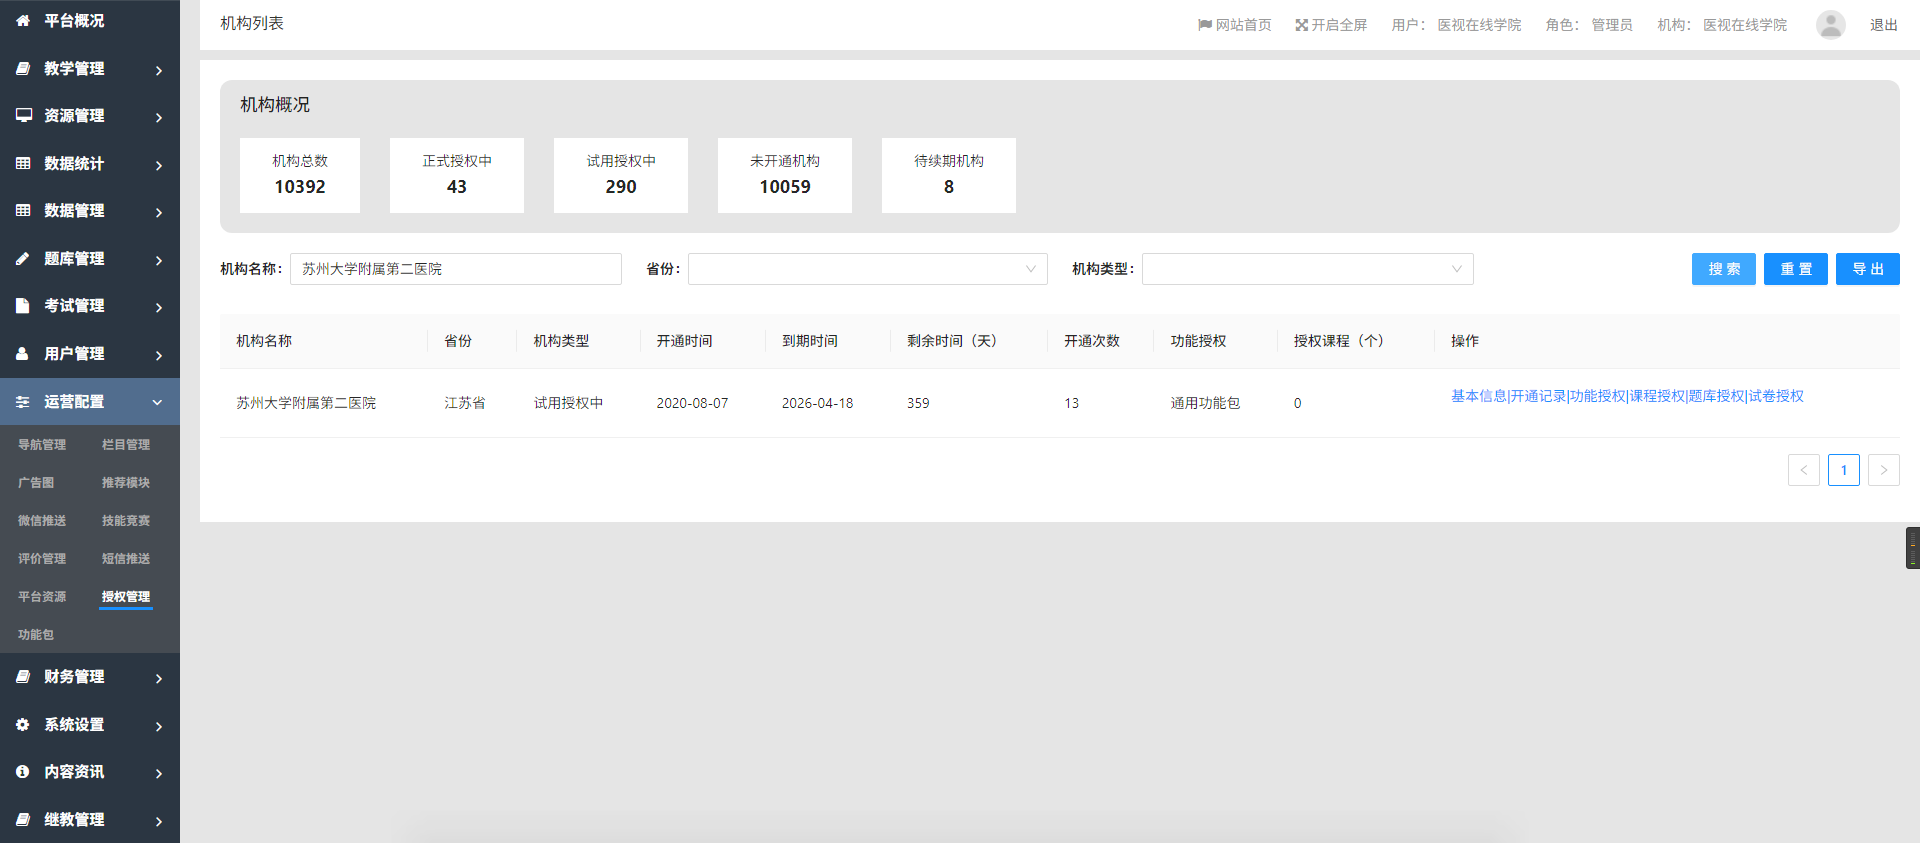 平台概况
教学管理
资源管理
数据统计
数据管理
题库管理
考试管理
用户管理
运营配置
导航管理 栏目管理
广告图 推荐模块
微信推送 技能竞赛
评价管理 短信推送
平台资源 授权管理
功能包
财务管理
系统设置
内容资讯
继教管理
机构列表
网站首页 开启全屏 用户： 医视在线学院 角色： 管理员 机构： 医视在线学院 退出
机构概况
机构总数 正式授权中 试用授权中 未开通机构 待续期机构
10392 43 290 10059 8
机构名称： 苏州大学附属第二医院 省份： 机构类型： 搜 索 重 置 导 出
机构名称 省份 机构类型 开通时间 到期时间 剩余时间（天） 开通次数 功能授权 授权课程（个） 操作
苏州大学附属第二医院 江苏省 试用授权中 2020-08-07 2026-04-18 359 13 通用功能包 0 基本信息|开通记录|功能授权|课程授权|题库授权|试卷授权
< 1 >